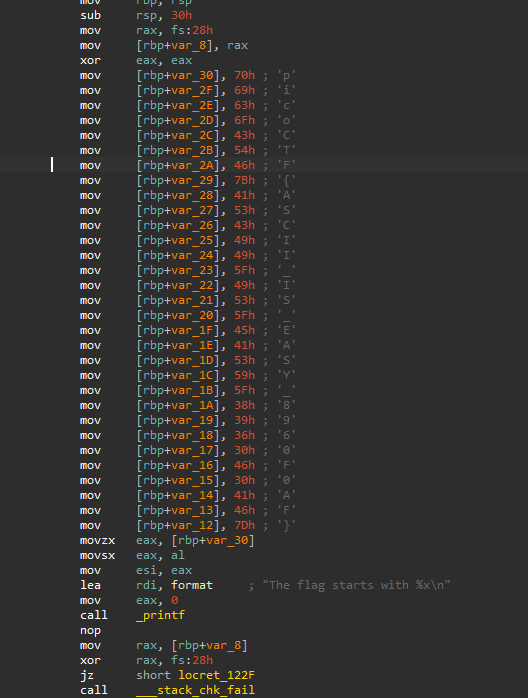 mov rbp, rsp
sub rsp, 30h
mov rax, fs:28h
mov [rbp+var_8], rax
xor eax, eax
mov [rbp+var_30], 70h ; 'p'
mov [rbp+var_2F], 69h ; 'i'
mov [rbp+var_2E], 63h ; 'c'
mov [rbp+var_2D], 6Fh ; 'o'
mov [rbp+var_2C], 43h ; 'C'
mov [rbp+var_2B], 54h ; 'T'
mov [rbp+var_2A], 46h ; 'F'
mov [rbp+var_29], 7Bh ; '{'
mov [rbp+var_28], 41h ; 'A'
mov [rbp+var_27], 53h ; 'S'
mov [rbp+var_26], 43h ; 'C'
mov [rbp+var_25], 49h ; 'I'
mov [rbp+var_24], 49h ; 'I'
mov [rbp+var_23], 5Fh ; '_'
mov [rbp+var_22], 49h ; 'I'
mov [rbp+var_21], 53h ; 'S'
mov [rbp+var_20], 5Fh ; '_'
mov [rbp+var_1F], 45h ; 'E'
mov [rbp+var_1E], 41h ; 'A'
mov [rbp+var_1D], 53h ; 'S'
mov [rbp+var_1C], 59h ; 'Y'
mov [rbp+var_1B], 5Fh ; '_'
mov [rbp+var_1A], 38h ; '8'
mov [rbp+var_19], 39h ; '9'
mov [rbp+var_18], 36h ; '6'
mov [rbp+var_17], 30h ; '0'
mov [rbp+var_16], 46h ; 'F'
mov [rbp+var_15], 30h ; '0'
mov [rbp+var_14], 41h ; 'A'
mov [rbp+var_13], 46h ; 'F'
mov [rbp+var_12], 7Dh ; '}'
movzx eax, [rbp+var_30]
movsx eax, al
mov esi, eax
lea rdi, format ; "The flag starts with %x\n"
mov eax, 0
call _printf
nop
mov rax, [rbp+var_8]
xor rax, fs:28h
jz short locret_122F
call ___stack_chk_fail